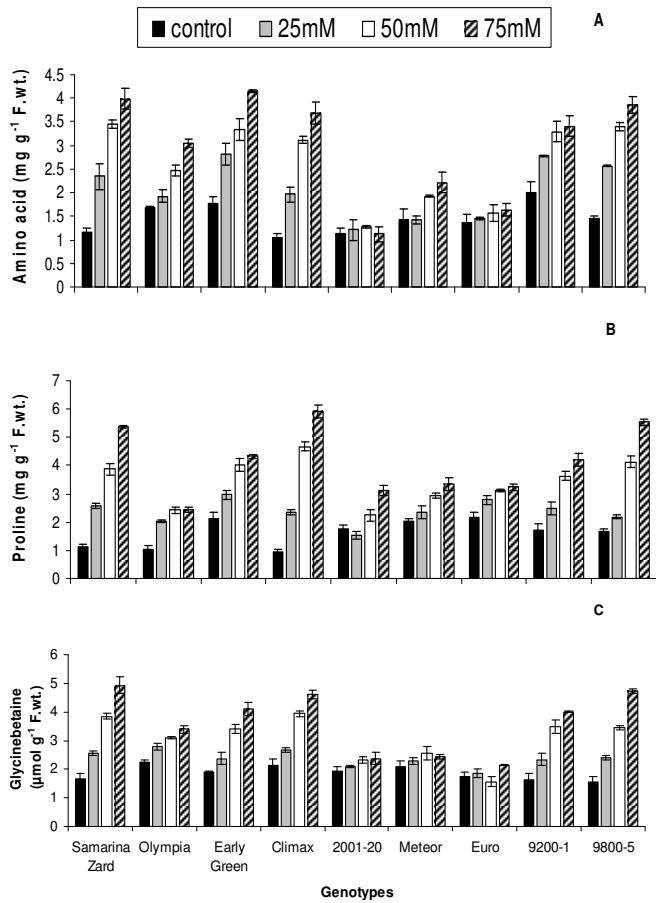 control 25mM 50mM 75mM
A
Amino acid (mg g⁻¹ F.wt.)
4.5
4
3.5
3
2.5
2
1.5
1
0.5
0
B
Proline (mg g⁻¹ F.wt.)
7
6
5
4
3
2
1
0
C
Glycinebetaine
(µmol g⁻¹ F.wt.)
6
5
4
3
2
1
0
Samarina Zard Olympia Early Green Climax 2001-20 Meteor Euro 9200-1 9800-5
Genotypes